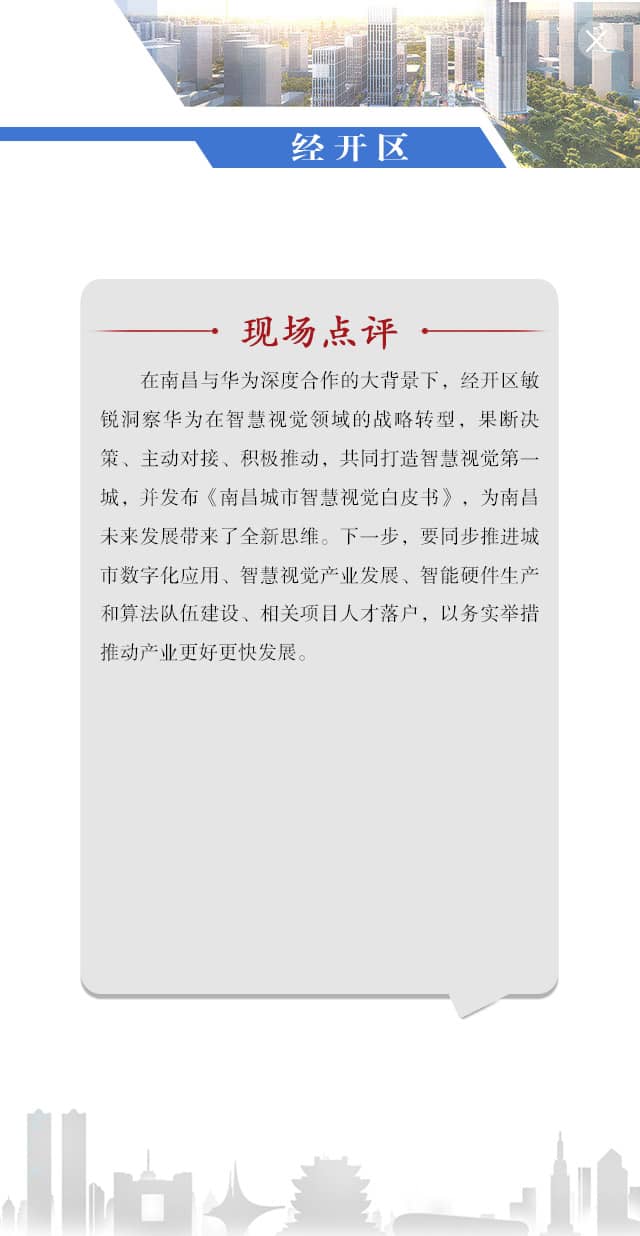 经开区
现场点评
在南昌与华为深度合作的大背景下，经开区敏
锐洞察华为在智慧视觉领域的战略转型，果断决
策、主动对接、积极推动，共同打造智慧视觉第一
城，并发布《南昌城市智慧视觉白皮书》，为南昌
未来发展带来了全新思维。下一步，要同步推进城
市数字化应用、智慧视觉产业发展、智能硬件生产
和算法队伍建设、相关项目人才落户，以务实举措
推动产业更好更快发展。